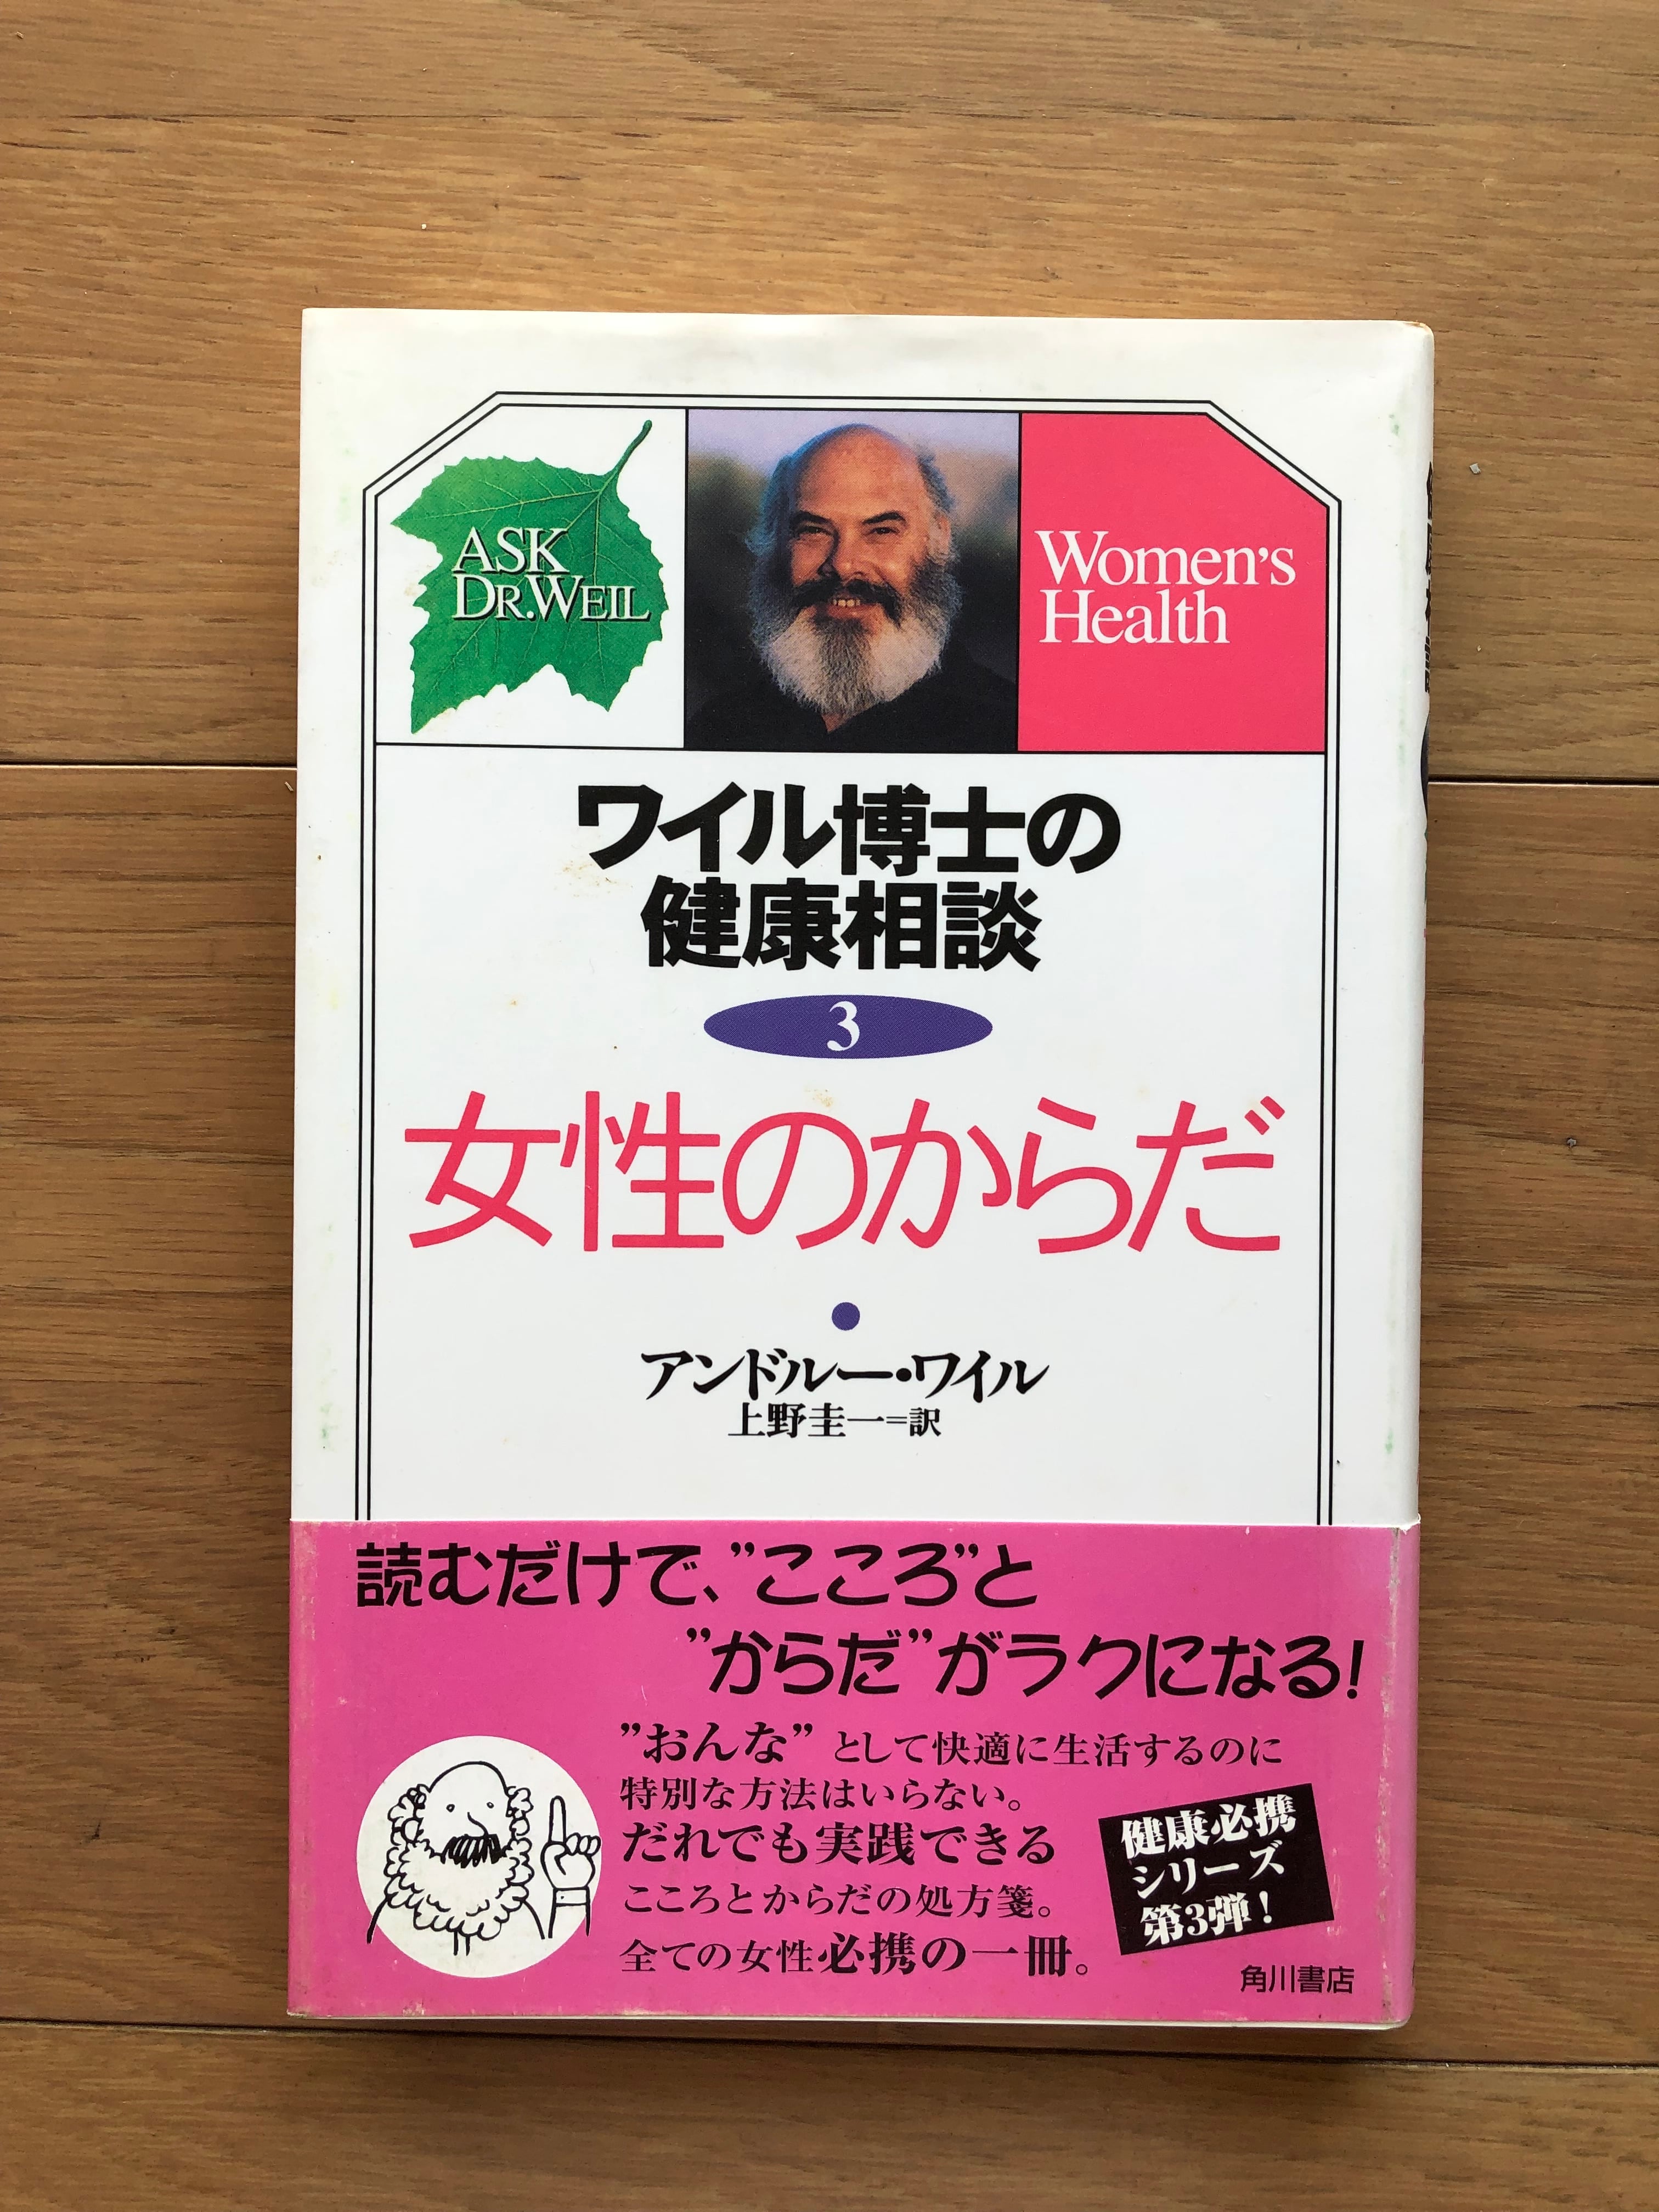 ASK
DR.WEIL
Women's
Health
ワイル博士の
健康相談
3
女性のからだ
アンドルー・ワイル
上野圭一=訳
読むだけで、”こころ”と
”からだ”がラクになる!
”おんな”として快適に生活するのに
特別な方法はいらない。
だれでも実践できる
こころとからだの処方箋。
全ての女性必携の一冊。
健康必携
シリーズ
第3弾!
角川書店